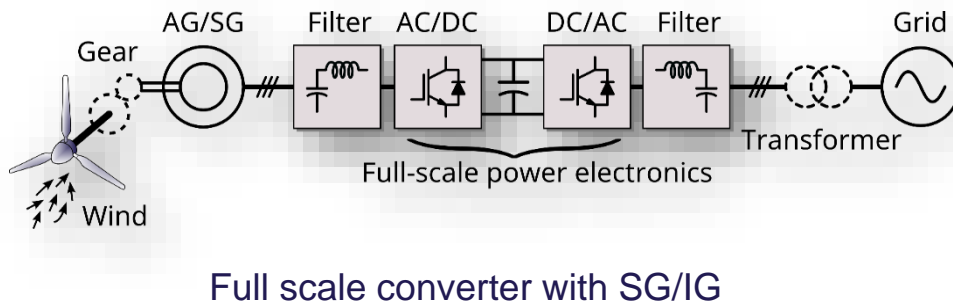 AG/SG
Filter
AC/DC
DC/AC
Filter
Grid
Gear
Transformer
Full-scale power electronics
Wind
Full scale converter with SG/IG